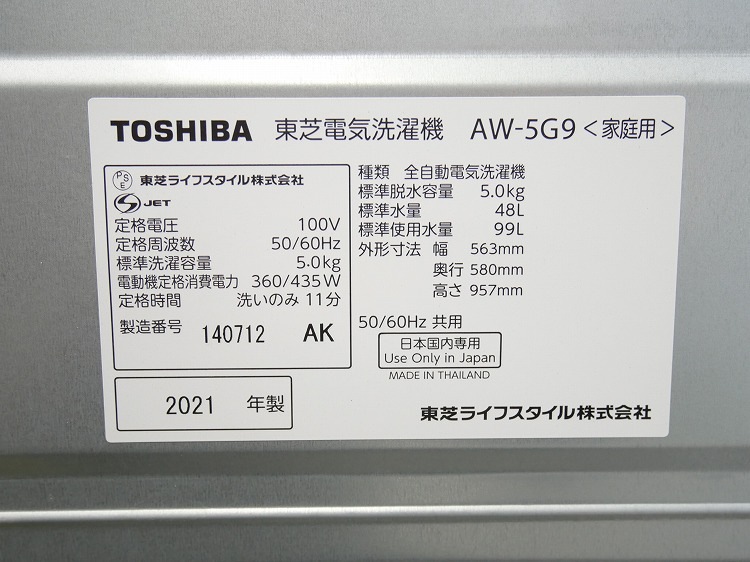 TOSHIBA 東芝電気洗濯機 AW-5G9 <家庭用>
PSE 東芝ライフスタイル株式会社
S JET
定格電圧 100V
定格周波数 50/60Hz
標準洗濯容量 5.0kg
電動機定格消費電力 360/435W
定格時間 洗いのみ 11分
製造番号 140712 AK
2021 年製
種類 全自動電気洗濯機
標準脱水容量 5.0kg
標準水量 48L
標準使用水量 99L
外形寸法 幅 563mm
奥行 580mm
高さ 957mm
50/60Hz 共用
日本国内専用
Use Only in Japan
MADE IN THAILAND
東芝ライフスタイル株式会社